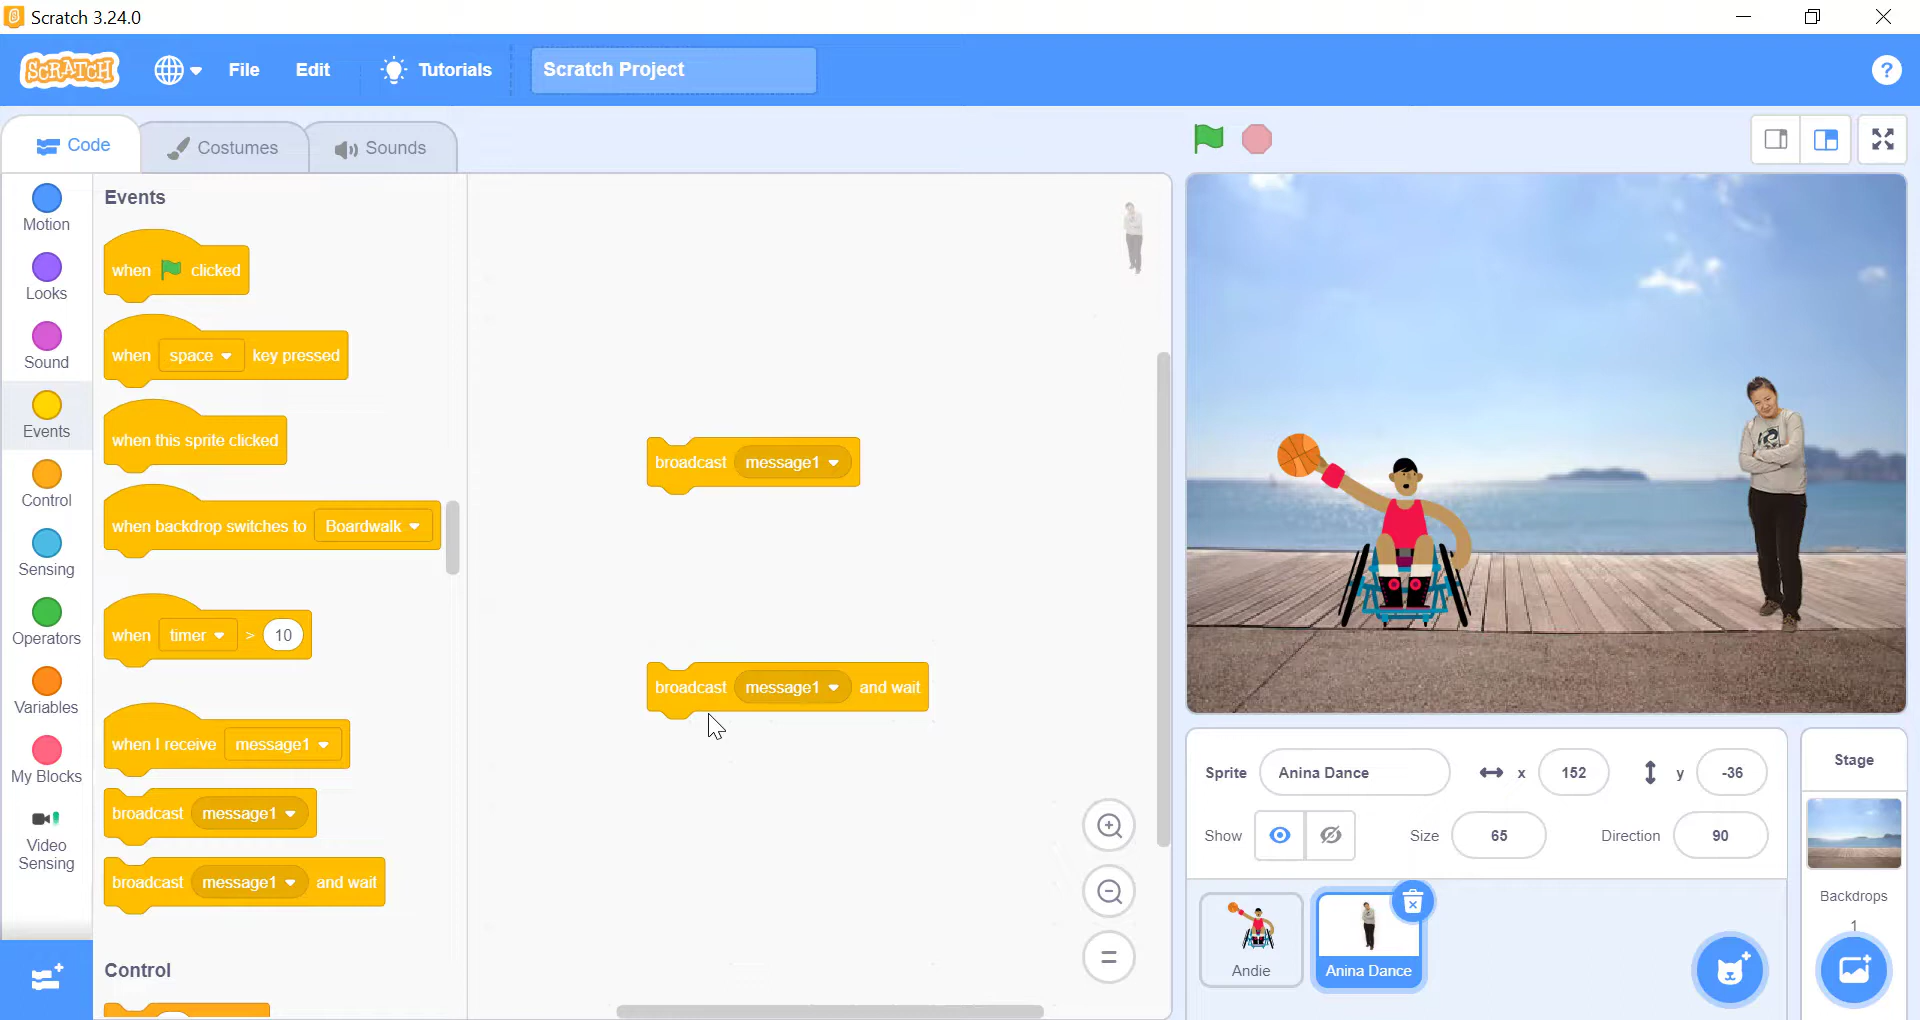 Scratch 3.24.0
SCRATCH File Edit Tutorials Scratch Project ?
Code Costumes Sounds
Motion
Looks
Sound
Events
Control
Sensing
Operators
Variables
My Blocks
Video
Sensing
Events
when clicked
when space key pressed
when this sprite clicked
when backdrop switches to Boardwalk
when timer > 10
when I receive message1
broadcast message1
broadcast message1 and wait
Control
broadcast message1
broadcast message1 and wait
Sprite Anina Dance x 152 y -36
Show Size 65 Direction 90
Andie
Anina Dance
Stage
Backdrops
1